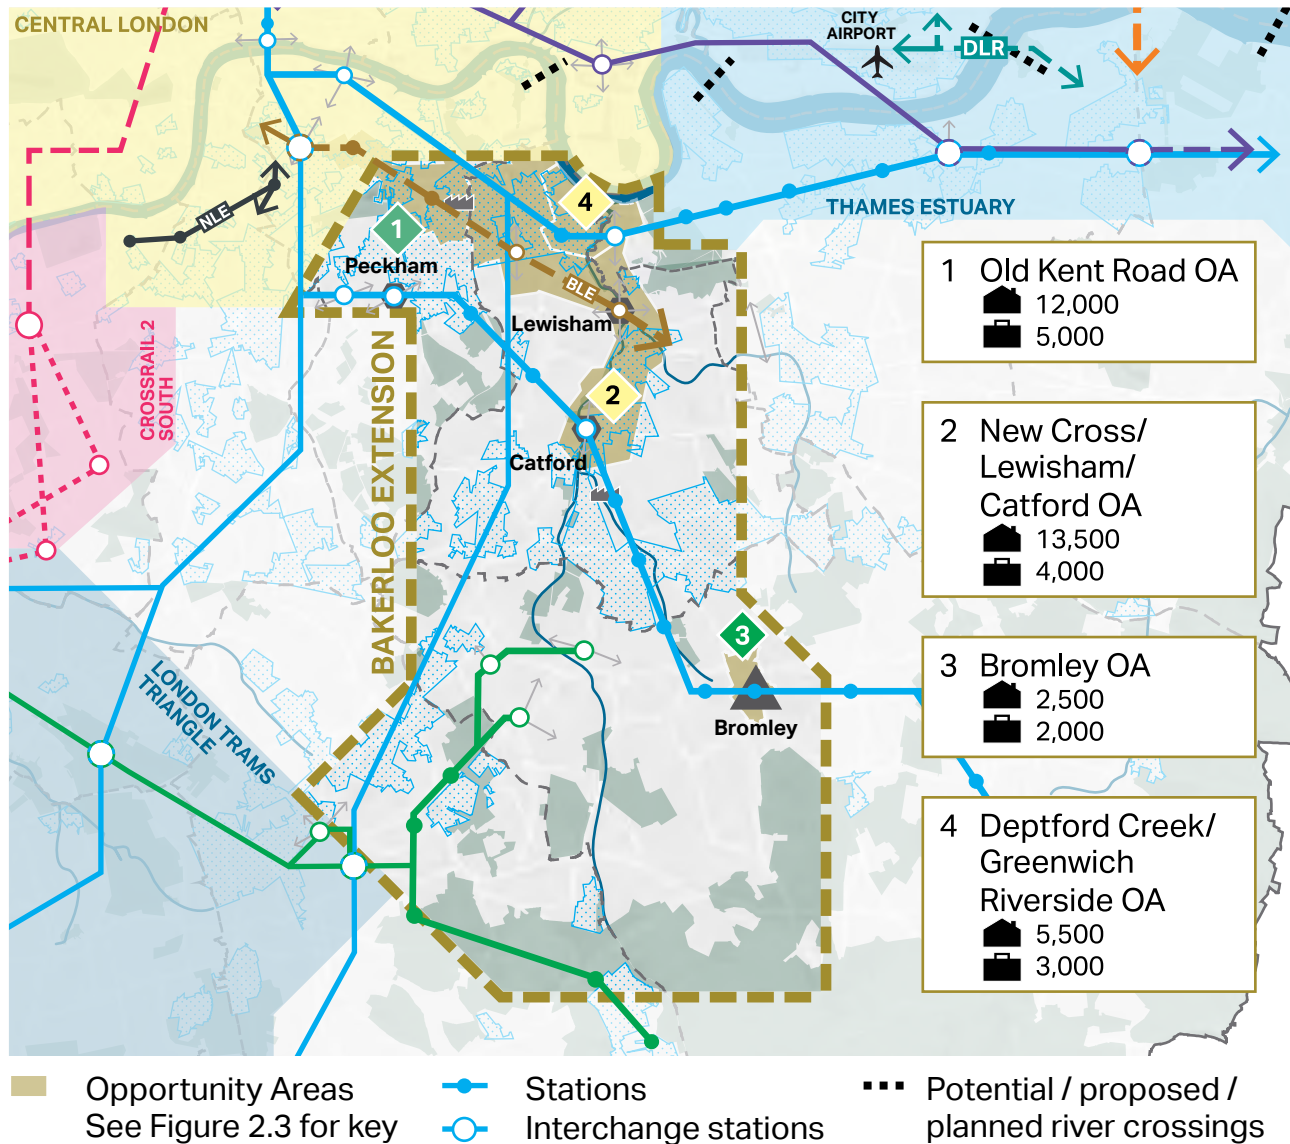 CENTRAL LONDON
CITY
AIRPORT
DLR
NLE
1
4
THAMES ESTUARY
Peckham
BLE
Lewisham
CROSSRAIL 2
SOUTH
BAKERLOO EXTENSION
2
Catford
3
Bromley
LONDON TRAMS
TRIANGLE
1 Old Kent Road OA
12,000
5,000
2 New Cross/
Lewisham/
Catford OA
13,500
4,000
3 Bromley OA
2,500
2,000
4 Deptford Creek/
Greenwich
Riverside OA
5,500
3,000
Opportunity Areas
See Figure 2.3 for key
Stations
Interchange stations
Potential / proposed /
planned river crossings